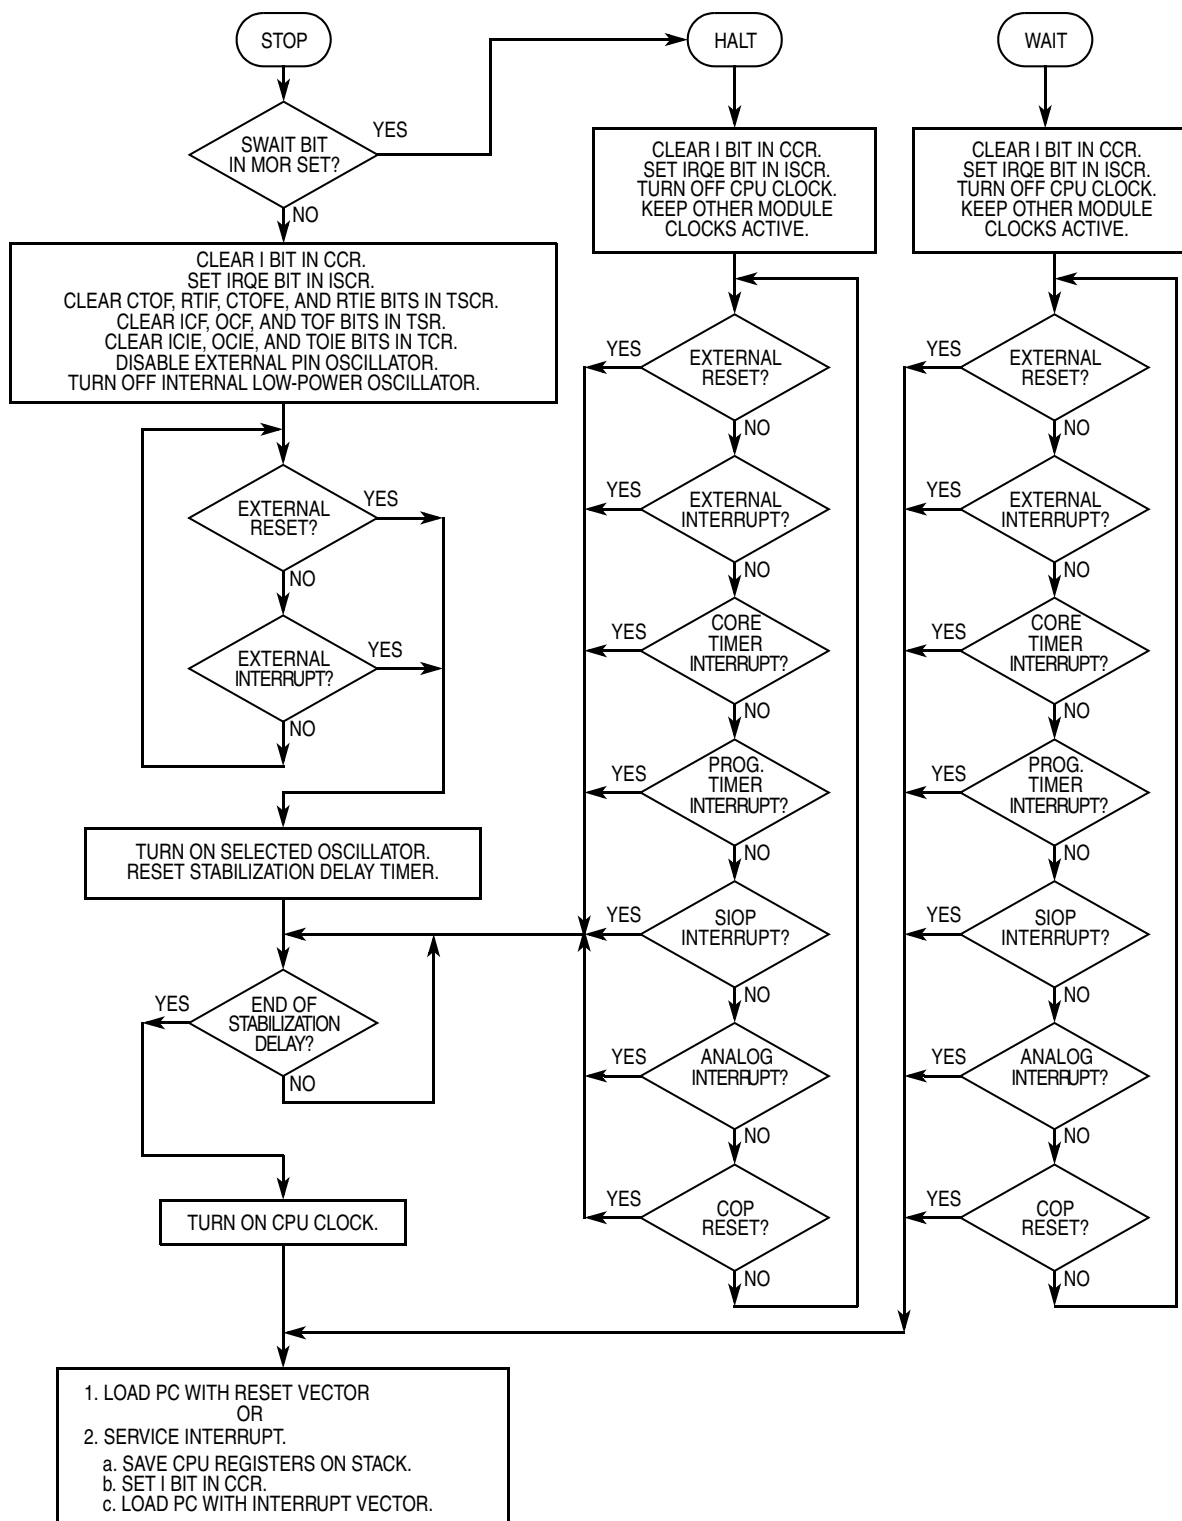 STOP
SWAIT BIT
IN MOR SET?
YES
NO
CLEAR I BIT IN CCR.
SET IRQE BIT IN ISCR.
CLEAR CTOF, RTIF, CTOFE, AND RTIE BITS IN TSCR.
CLEAR ICF, OCF, AND TOF BITS IN TSR.
CLEAR ICIE, OCIE, AND TOIE BITS IN TCR.
DISABLE EXTERNAL PIN OSCILLATOR.
TURN OFF INTERNAL LOW-POWER OSCILLATOR.
EXTERNAL
RESET?
YES
NO
EXTERNAL
INTERRUPT?
YES
NO
TURN ON SELECTED OSCILLATOR.
RESET STABILIZATION DELAY TIMER.
YES
END OF
STABILIZATION
DELAY?
NO
TURN ON CPU CLOCK.
1. LOAD PC WITH RESET VECTOR
OR
2. SERVICE INTERRUPT.
a. SAVE CPU REGISTERS ON STACK.
b. SET I BIT IN CCR.
c. LOAD PC WITH INTERRUPT VECTOR.
HALT
CLEAR I BIT IN CCR.
SET IRQE BIT IN ISCR.
TURN OFF CPU CLOCK.
KEEP OTHER MODULE
CLOCKS ACTIVE.
YES
EXTERNAL
RESET?
NO
YES
EXTERNAL
INTERRUPT?
NO
YES
CORE
TIMER
INTERRUPT?
NO
YES
PROG.
TIMER
INTERRUPT?
NO
YES
SIOP
INTERRUPT?
NO
YES
ANALOG
INTERRUPT?
NO
YES
COP
RESET?
NO
WAIT
CLEAR I BIT IN CCR.
SET IRQE BIT IN ISCR.
TURN OFF CPU CLOCK.
KEEP OTHER MODULE
CLOCKS ACTIVE.
YES
EXTERNAL
RESET?
NO
YES
EXTERNAL
INTERRUPT?
NO
YES
CORE
TIMER
INTERRUPT?
NO
YES
PROG.
TIMER
INTERRUPT?
NO
YES
SIOP
INTERRUPT?
NO
YES
ANALOG
INTERRUPT?
NO
YES
COP
RESET?
NO